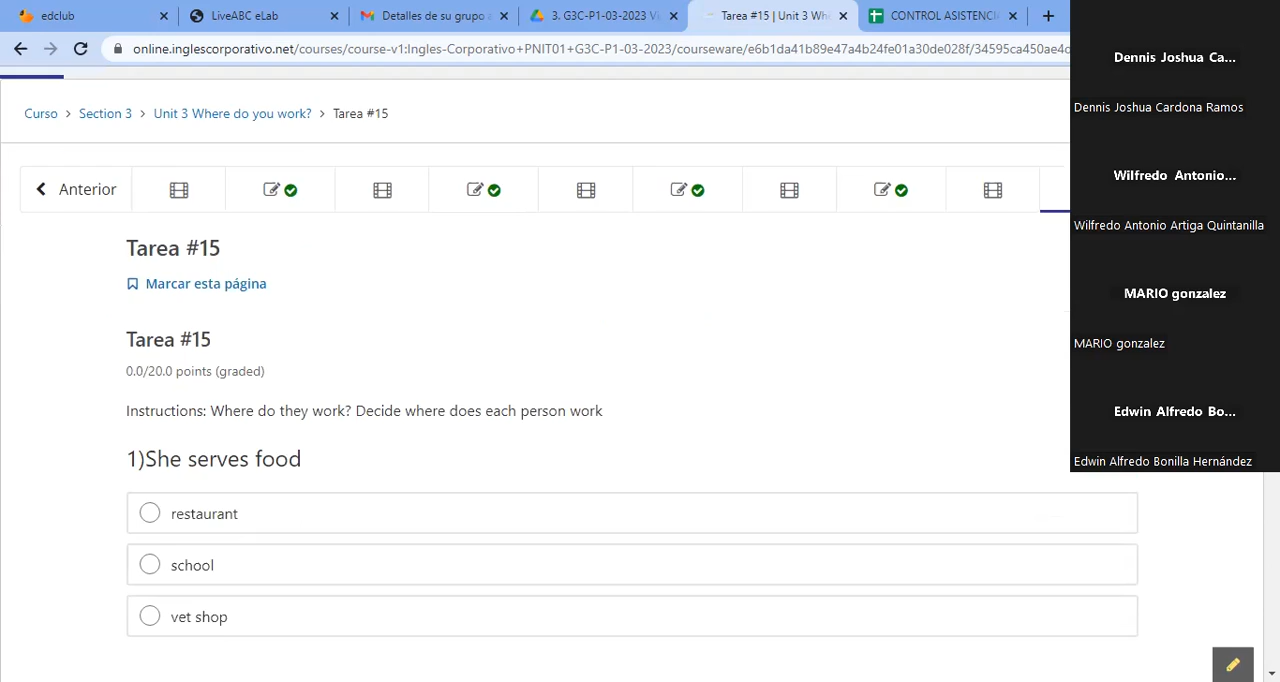 edclub
LiveABC eLab
Detalles de su grupo a
3. G3C-P1-03-2023 Vi
Tarea #15 | Unit 3 Whe
CONTROL ASISTENCI
online.inglescorporativo.net/courses/course-v1:Ingles-Corporativo+PNIT01+G3C-P1-03-2023/courseware/e6b1da41b89e47a4b24fe01a30de028f/34595ca450ae4d
Curso > Section 3 > Unit 3 Where do you work? > Tarea #15
Anterior
Tarea #15
Marcar esta página
Tarea #15
0.0/20.0 points (graded)
Instructions: Where do they work? Decide where does each person work
1)She serves food
restaurant
school
vet shop
Dennis Joshua Ca...
Dennis Joshua Cardona Ramos
Wilfredo Antonio...
Wilfredo Antonio Artiga Quintanilla
MARIO gonzalez
MARIO gonzalez
Edwin Alfredo Bo...
Edwin Alfredo Bonilla Hernández